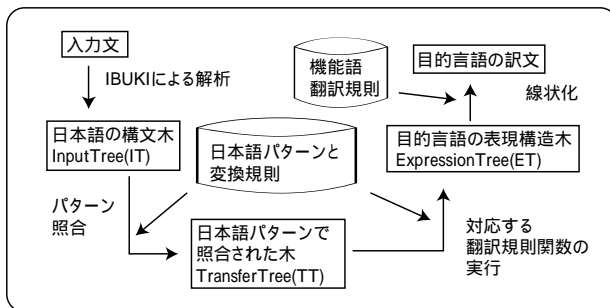 入力文
IBUKIによる解析
日本語の構文木
InputTree(IT)
パターン
照合
機能語
翻訳規則
日本語パターンと
変換規則
日本語パターンで
照合された木
TransferTree(TT)
目的言語の訳文
線状化
目的言語の表現構造木
ExpressionTree(ET)
対応する
翻訳規則関数の
実行